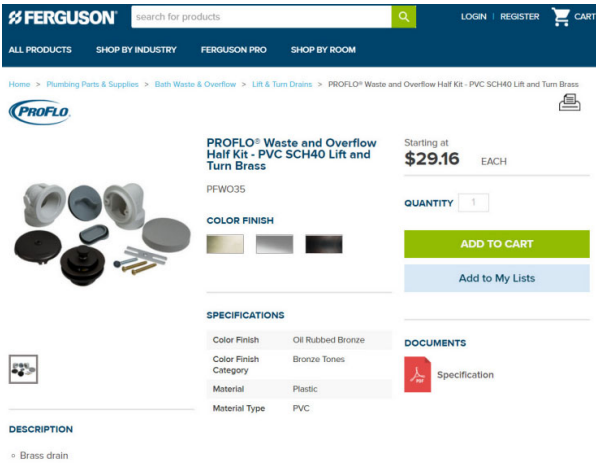 FERGUSON®
search for products
LOGIN | REGISTER
CART
ALL PRODUCTS
SHOP BY INDUSTRY
FERGUSON PRO
SHOP BY ROOM
Home > Plumbing Parts & Supplies > Bath Waste & Overflow > Lift & Turn Drains > PROFLO® Waste and Overflow Half Kit - PVC SCH40 Lift and Turn Brass
PROFLO
PROFLO® Waste and Overflow
Half Kit - PVC SCH40 Lift and
Turn Brass
PFWO35
COLOR FINISH
Starting at
$29.16 EACH
QUANTITY 1
ADD TO CART
Add to My Lists
SPECIFICATIONS
Color Finish Oil Rubbed Bronze
Color Finish Bronze Tones
Category
Material Plastic
Material Type PVC
DOCUMENTS
PDF
Specification
DESCRIPTION
Brass drain